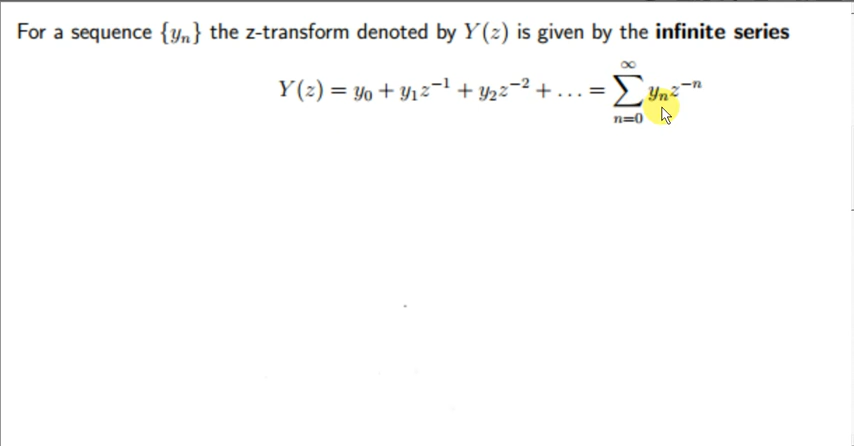 For a sequence {yₙ} the z-transform denoted by Y(z) is given by the infinite series
Y(z) = y₀ + y₁z⁻¹ + y₂z⁻² + . . . = ∑_{n=0}^{∞} yₙz⁻ⁿ